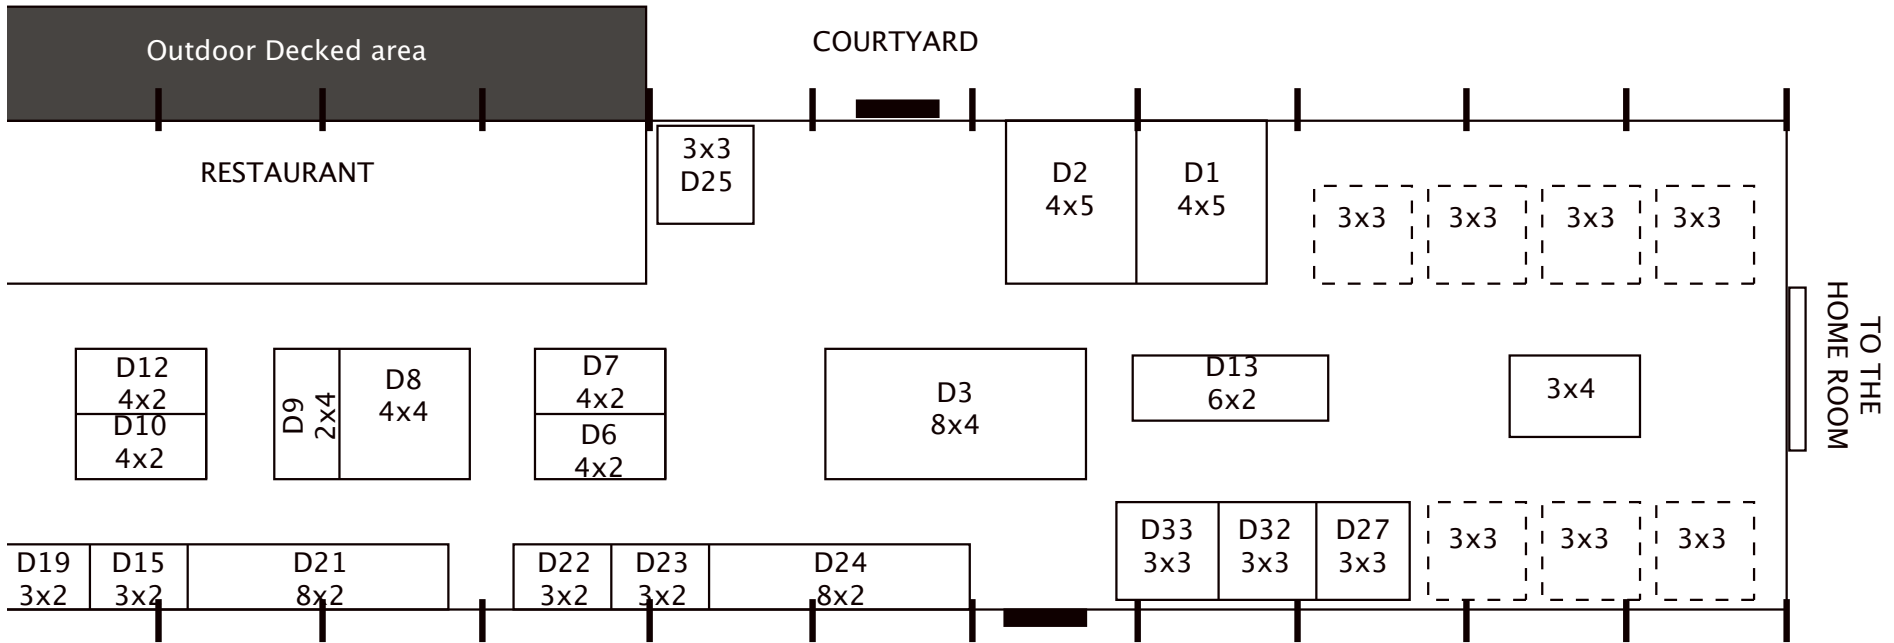 Outdoor Decked area
COURTYARD
RESTAURANT
3x3
D25
D2
4x5
D1
4x5
3x3
3x3
3x3
3x3
TO THE
HOME ROOM
D12
4x2
D10
4x2
D9
2x4
D8
4x4
D7
4x2
D6
4x2
D3
8x4
D13
6x2
3x4
D33
3x3
D32
3x3
D27
3x3
3x3
3x3
3x3
D19
3x2
D15
3x2
D21
8x2
D22
3x2
D23
3x2
D24
8x2